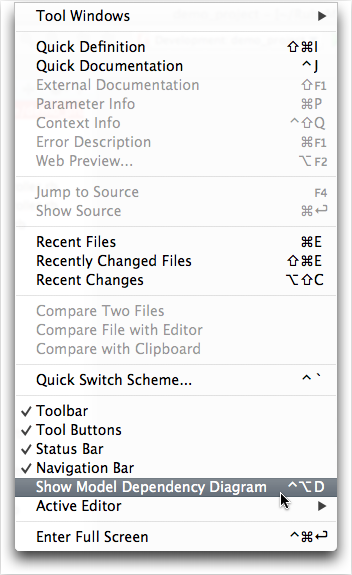 Tool Windows ▶
Quick Definition ⇧⌘I
Quick Documentation ^J
External Documentation ⇧F1
Parameter Info ⌘P
Context Info ^⇧Q
Error Description ⌘F1
Web Preview... ⌥F2
Jump to Source F4
Show Source ⌘↩
Recent Files ⌘E
Recently Changed Files ⇧⌘E
Recent Changes ⌥⇧C
Compare Two Files
Compare File with Editor
Compare with Clipboard
Quick Switch Scheme... ^`
✓ Toolbar
✓ Tool Buttons
✓ Status Bar
✓ Navigation Bar
Show Model Dependency Diagram ^⌥D
Active Editor ▶
Enter Full Screen ^⌘↩